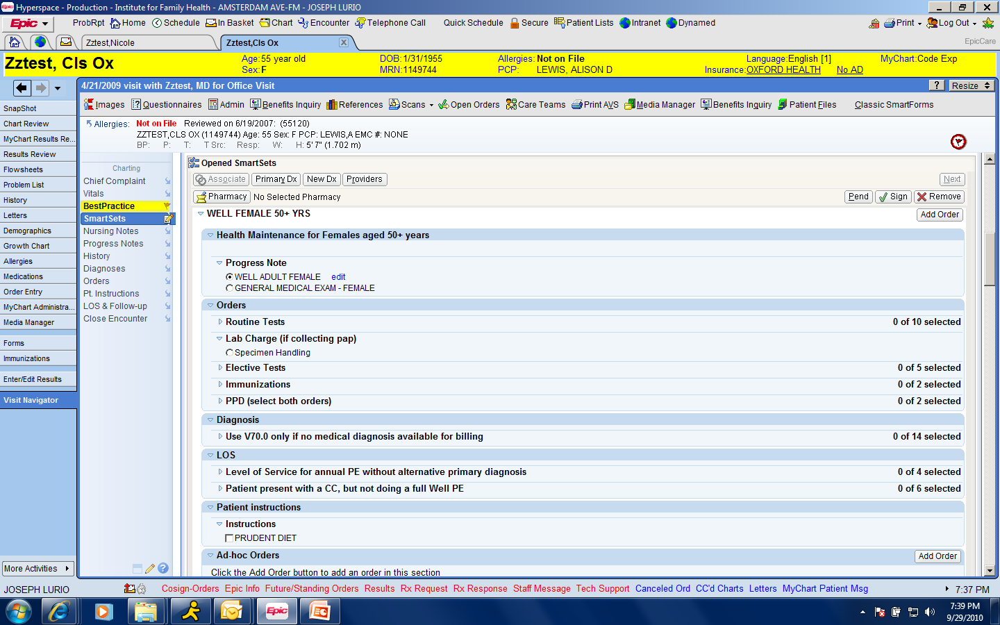 Hyperspace - Production - Institute for Family Health - AMSTERDAM AVE-FM - JOSEPH LURIO
Epic ProbRpt Home Schedule In Basket Chart Encounter Telephone Call Quick Schedule Secure Patient Lists Intranet Dynamed Print Log Out
Zztest,Nicole Zztest,Cls Ox EpicCare
Zztest, Cls Ox Age:55 year old DOB:1/31/1955 Allergies: Not on File Language:English [1] MyChart:Code Exp
Sex:F MRN:1149744 PCP: LEWIS, ALISON D Insurance:OXFORD HEALTH No AD
4/21/2009 visit with Zztest, MD for Office Visit ? Resize
Images Questionnaires Admin Benefits Inquiry References Scans Open Orders Care Teams Print AVS Media Manager Benefits Inquiry Patient Files Classic SmartForms
Allergies: Not on File Reviewed on 6/19/2007: (55120)
ZZTEST,CLS OX (1149744) Age: 55 Sex: F PCP: LEWIS,A EMC #: NONE
BP: P: T: T Src: Resp: W: H: 5' 7" (1.702 m)
SnapShot
Chart Review
MyChart Results Re...
Results Review
Flowsheets
Problem List
History
Letters
Demographics
Growth Chart
Allergies
Medications
Order Entry
MyChart Administra...
Media Manager
Forms
Immunizations
Enter/Edit Results
Visit Navigator
More Activities
Charting
Chief Complaint
Vitals
BestPractice
SmartSets
Nursing Notes
Progress Notes
History
Diagnoses
Orders
Pt. Instructions
LOS & Follow-up
Close Encounter
Opened SmartSets
Associate Primary Dx New Dx Providers Next
Pharmacy No Selected Pharmacy Pend Sign Remove
WELL FEMALE 50+ YRS Add Order
Health Maintenance for Females aged 50+ years
Progress Note
WELL ADULT FEMALE edit
GENERAL MEDICAL EXAM - FEMALE
Orders
Routine Tests 0 of 10 selected
Lab Charge (if collecting pap)
Specimen Handling
Elective Tests 0 of 5 selected
Immunizations 0 of 2 selected
PPD (select both orders) 0 of 2 selected
Diagnosis
Use V70.0 only if no medical diagnosis available for billing 0 of 14 selected
LOS
Level of Service for annual PE without alternative primary diagnosis 0 of 4 selected
Patient present with a CC, but not doing a full Well PE 0 of 6 selected
Patient instructions
Instructions
PRUDENT DIET
Ad-hoc Orders Add Order
Click the Add Order button to add an order in this section
JOSEPH LURIO Cosign-Orders Epic Info Future/Standing Orders Results Rx Request Rx Response Staff Message Tech Support Canceled Ord CC'd Charts Letters MyChart Patient Msg 7:37 PM
Epic 7:39 PM
9/29/2010